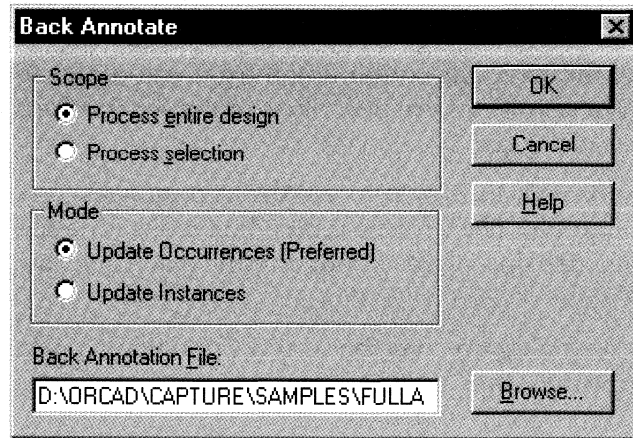 Back Annotate
Scope
Process entire design
Process selection
OK
Cancel
Help
Mode
Update Occurrences (Preferred)
Update Instances
Back Annotation File:
D:\ORCAD\CAPTURE\SAMPLES\FULLA
Browse...